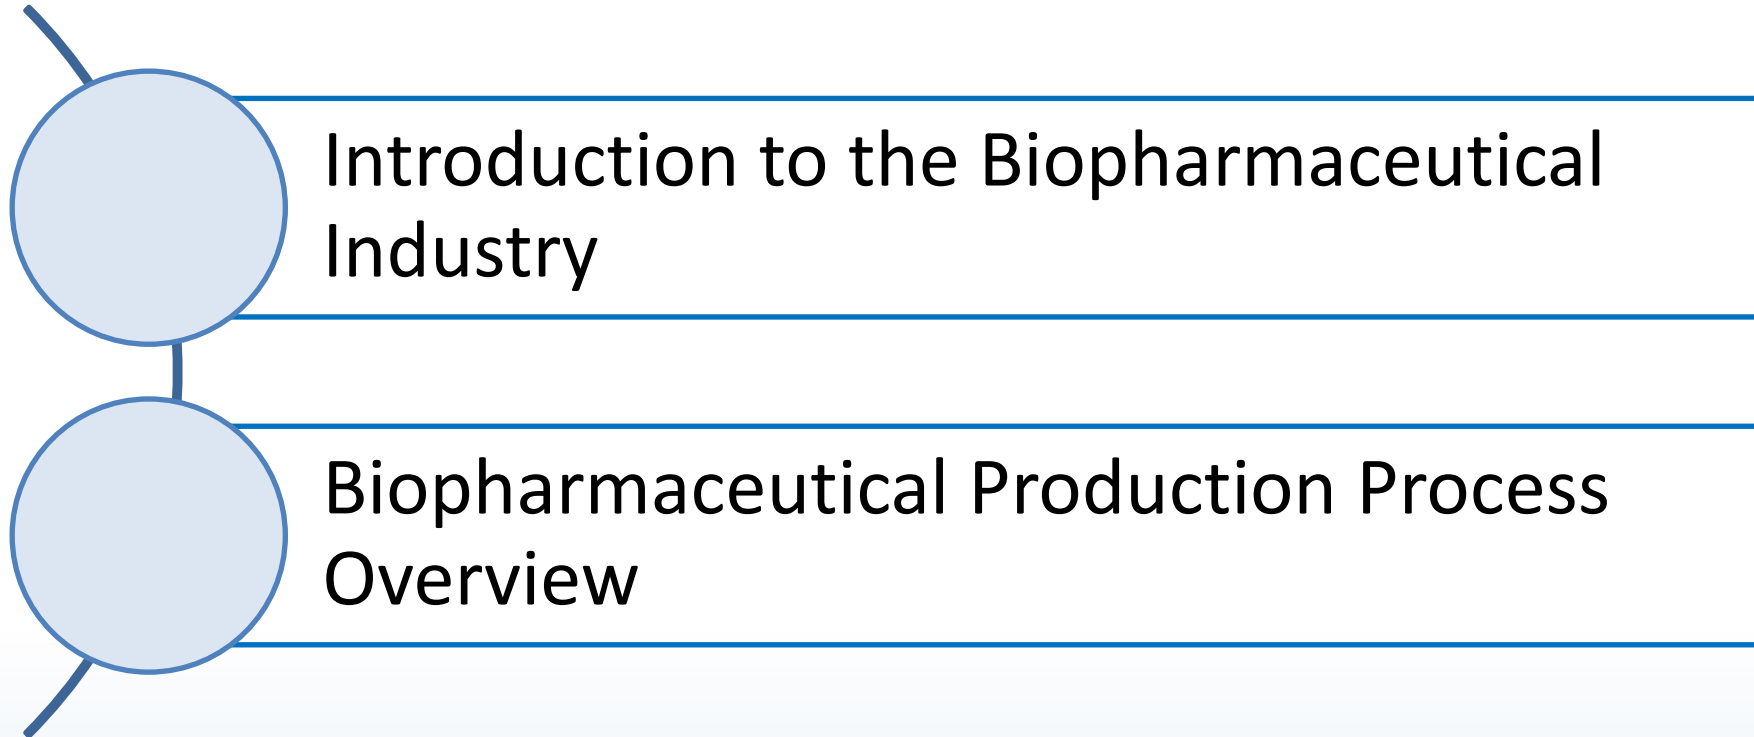 Introduction to the Biopharmaceutical
Industry
Biopharmaceutical Production Process
Overview